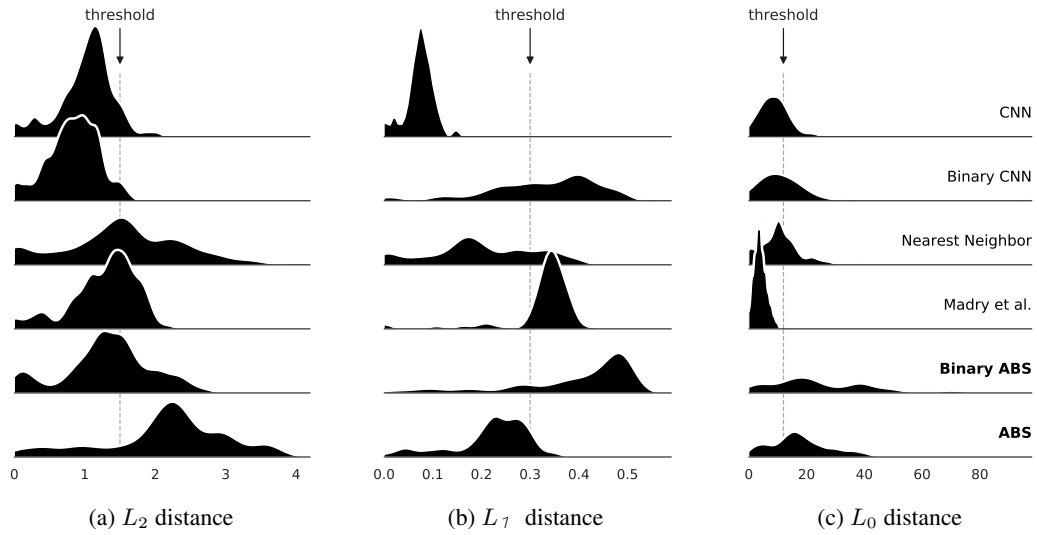 threshold threshold threshold
CNN
Binary CNN
Nearest Neighbor
Madry et al.
Binary ABS
ABS
0 1 2 3 4 0.0 0.1 0.2 0.3 0.4 0.5 0 20 40 60 80
(a) L2 distance (b) L distance (c) L0 distance